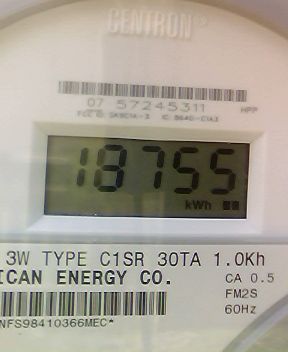 CENTRON®
07 57245311
HPP
18755
kWh
3W TYPE C1SR 30TA 1.0Kh
ICAN ENERGY CO.
CA 0.5
FM2S
60Hz
NFS98410366MEC*